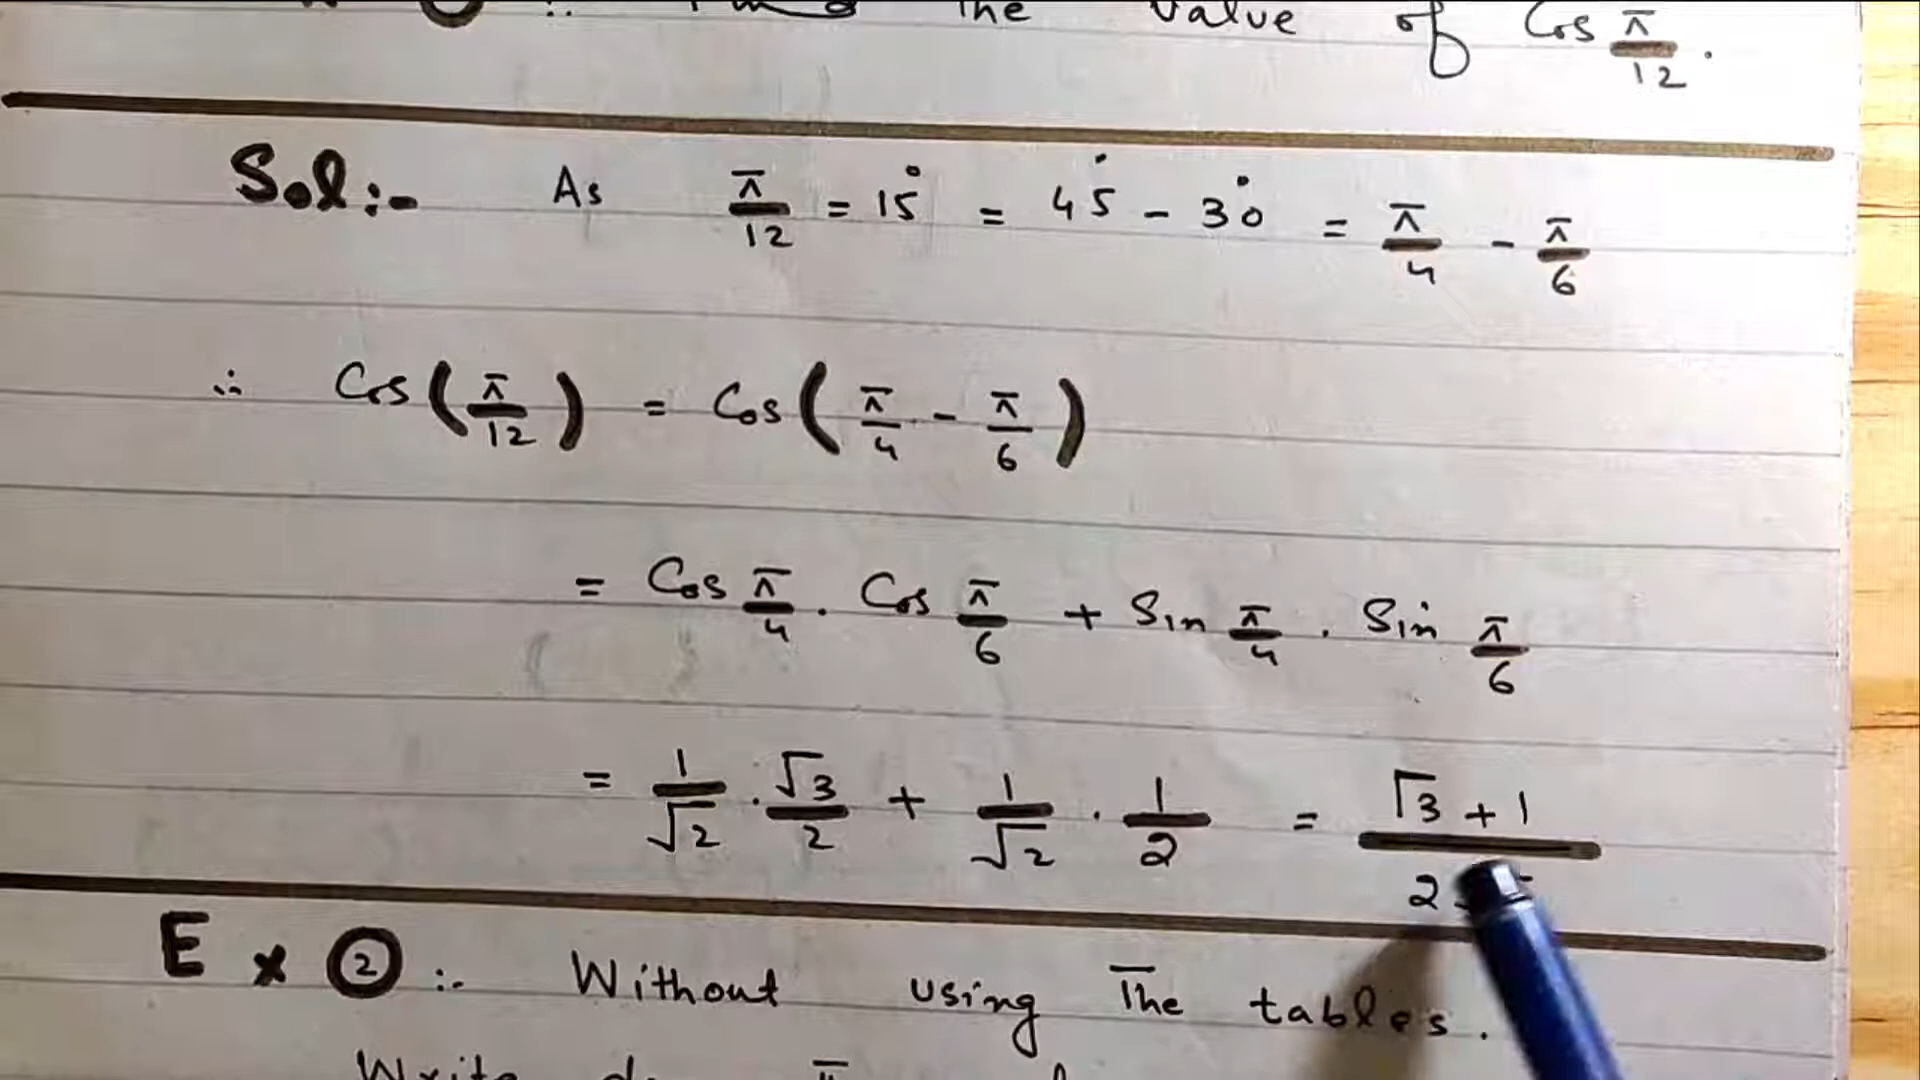 the value of Cos π/12 .
Sol:- As π/12 = 15° = 45° - 30° = π/4 - π/6
∴ Cos(π/12) = Cos(π/4 - π/6)
= Cos π/4 . Cos π/6 + Sin π/4 . Sin π/6
= 1/√2 . √3/2 + 1/√2 . 1/2 = √3 + 1 / 2
Ex ② :- Without using The tables.
Write